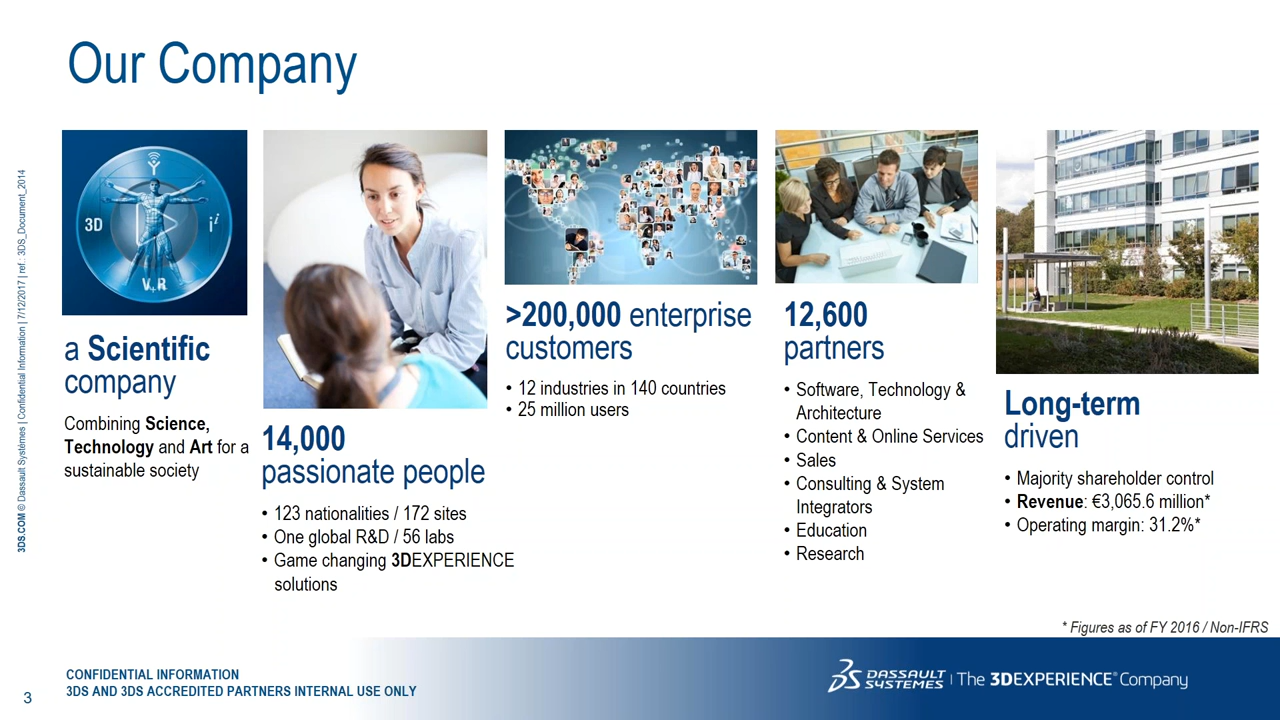 Our Company
3D
i
V,R
a Scientific
company
Combining Science,
Technology and Art for a
sustainable society
14,000
passionate people
• 123 nationalities / 172 sites
• One global R&D / 56 labs
• Game changing 3DEXPERIENCE
solutions
>200,000 enterprise
customers
• 12 industries in 140 countries
• 25 million users
12,600
partners
• Software, Technology &
Architecture
• Content & Online Services
• Sales
• Consulting & System
Integrators
• Education
• Research
Long-term
driven
• Majority shareholder control
• Revenue: €3,065.6 million*
• Operating margin: 31.2%*
* Figures as of FY 2016 / Non-IFRS
3DS.COM © Dassault Systèmes | Confidential Information | 7/12/2017 | ref.: 3DS_Document_2014
3
CONFIDENTIAL INFORMATION
3DS AND 3DS ACCREDITED PARTNERS INTERNAL USE ONLY
3DS DASSAULT SYSTEMES | The 3DEXPERIENCE® Company